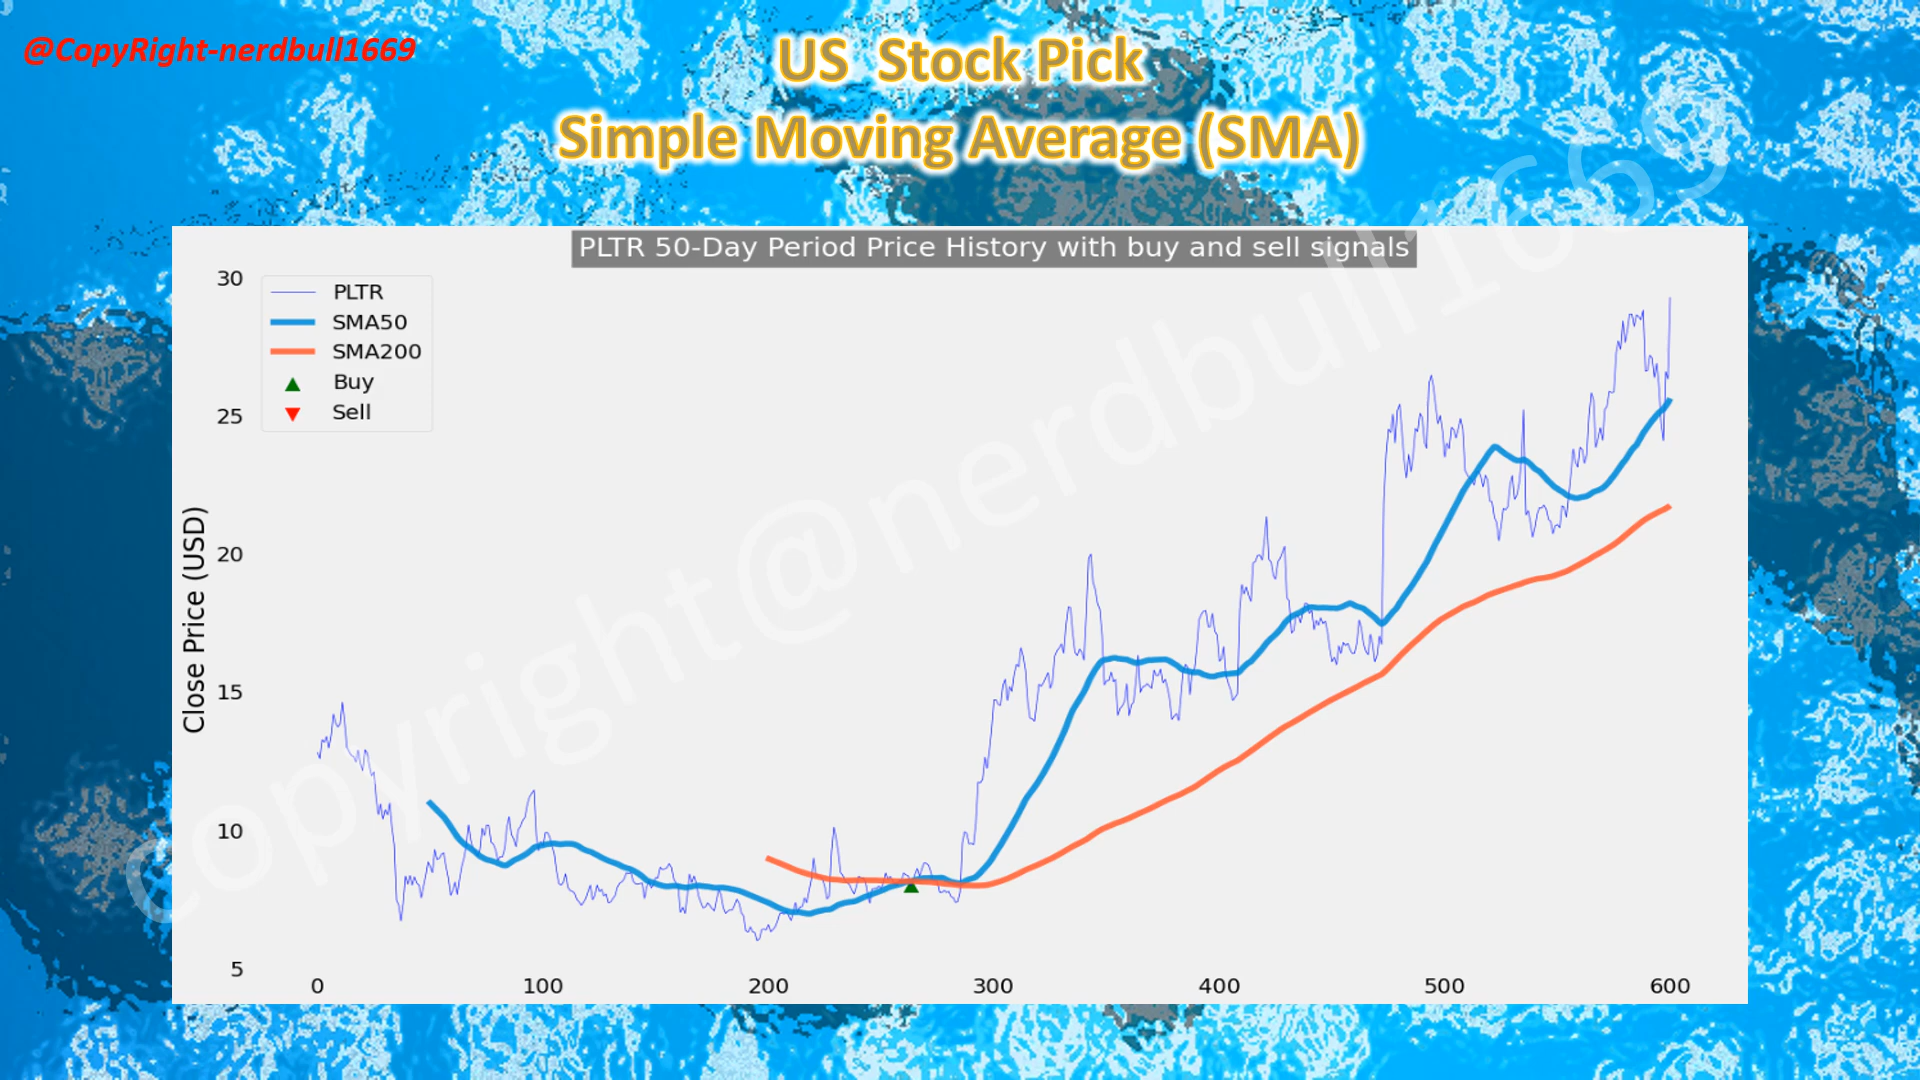 @CopyRight-nerdbull1669
US  Stock Pick
Simple Moving Average (SMA)
PLTR 50-Day Period Price History with buy and sell signals
PLTR
SMA50
SMA200
Buy
Sell
Close Price (USD)
30
25
20
15
10
5
0 100 200 300 400 500 600
copyright@nerdbull1669